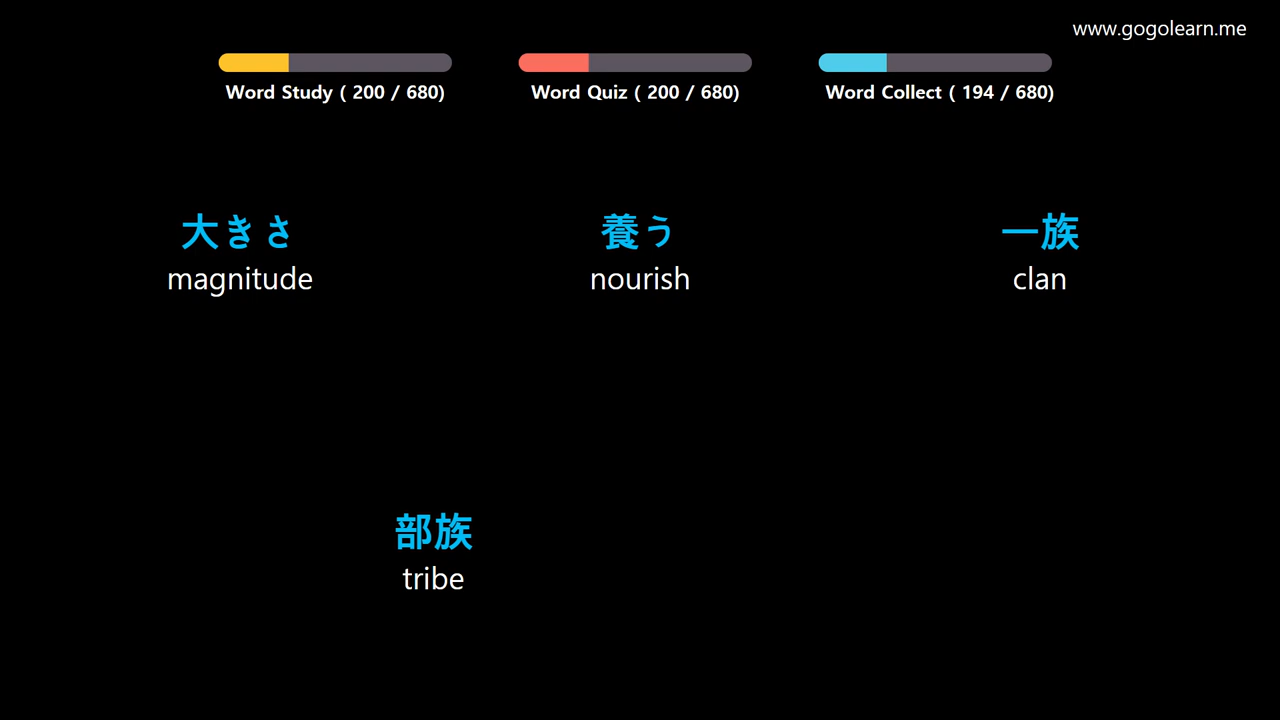 www.gogolearn.me
Word Study ( 200 / 680)
Word Quiz ( 200 / 680)
Word Collect ( 194 / 680)
大きさ
magnitude
養う
nourish
一族
clan
部族
tribe